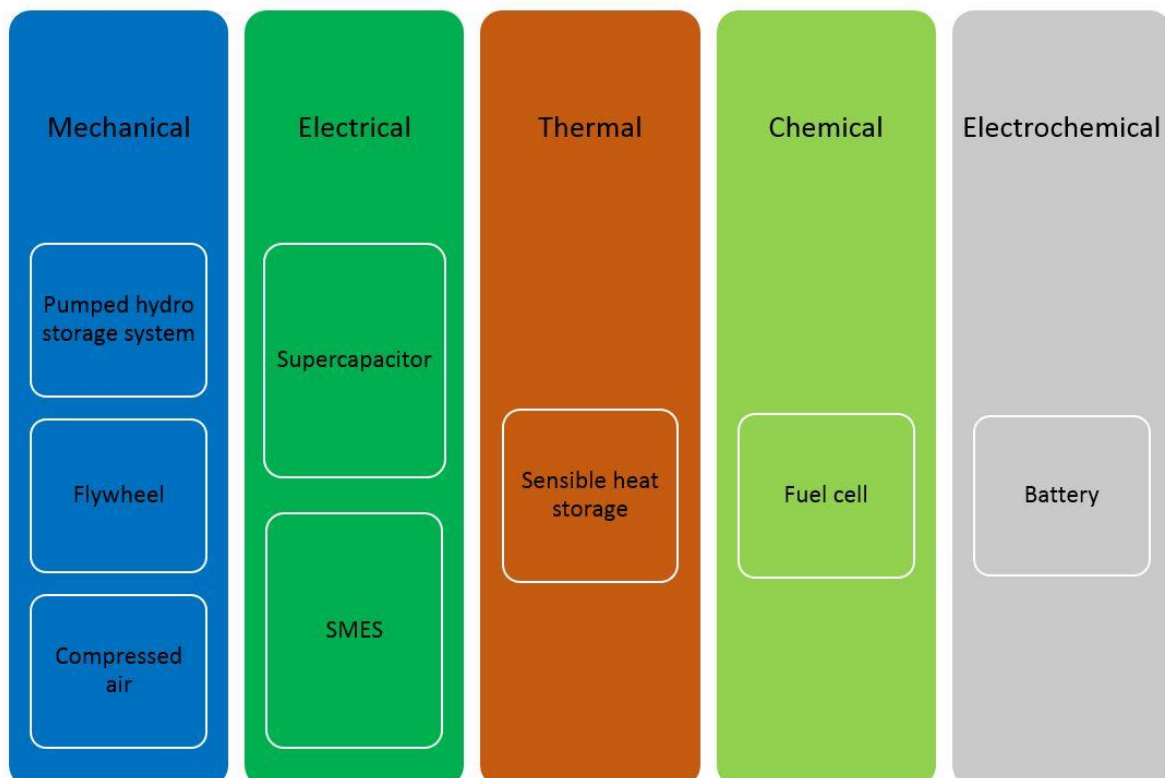 Mechanical
Pumped hydro
storage system
Flywheel
Compressed
air
Electrical
Supercapacitor
SMES
Thermal
Sensible heat
storage
Chemical
Fuel cell
Electrochemical
Battery